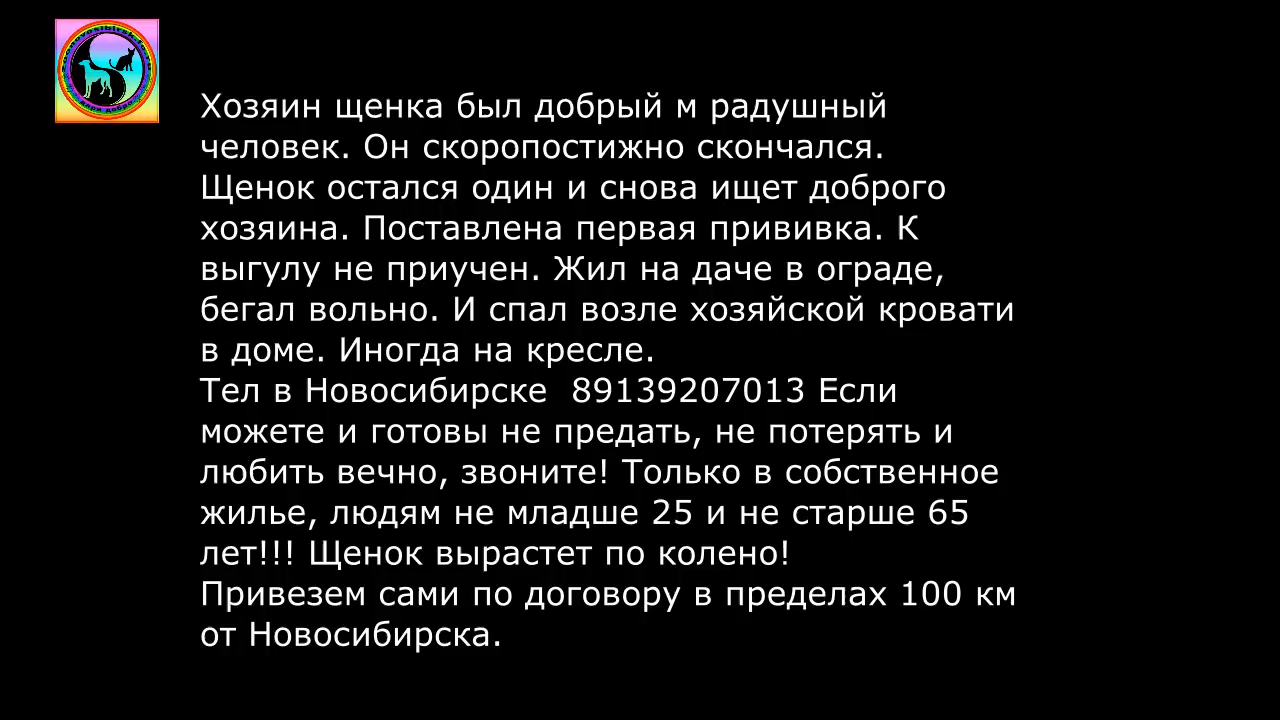 Хозяин щенка был добрый м радушный
человек. Он скоропостижно скончался.
Щенок остался один и снова ищет доброго
хозяина. Поставлена первая прививка. К
выгулу не приучен. Жил на даче в ограде,
бегал вольно. И спал возле хозяйской кровати
в доме. Иногда на кресле.
Тел в Новосибирске  89139207013 Если
можете и готовы не предать, не потерять и
любить вечно, звоните! Только в собственное
жилье, людям не младше 25 и не старше 65
лет!!! Щенок вырастет по колено!
Привезем сами по договору в пределах 100 км
от Новосибирска.